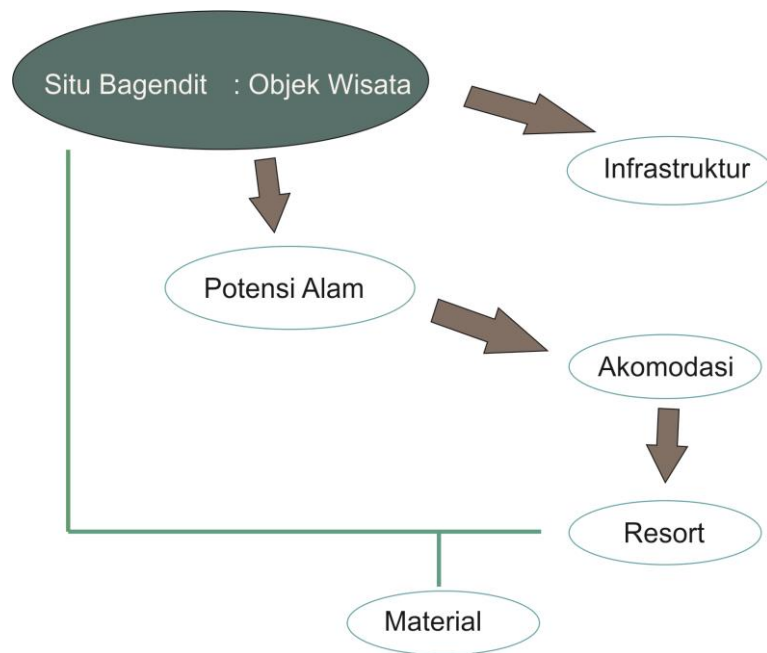 Situ Bagendit : Objek Wisata
Infrastruktur
Potensi Alam
Akomodasi
Resort
Material